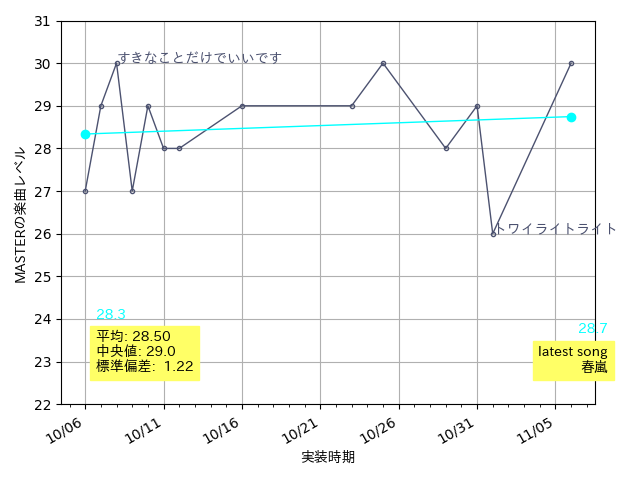 31
30
29
28
27
26
25
24
23
22
MASTERの楽曲レベル
すきなことだけでいいです
トワイライトライト
28.3
平均: 28.50
中央値: 29.0
標準偏差: 1.22
28.7
latest song
春嵐
10/06
10/11
10/16
10/21
10/26
10/31
11/05
実装時期